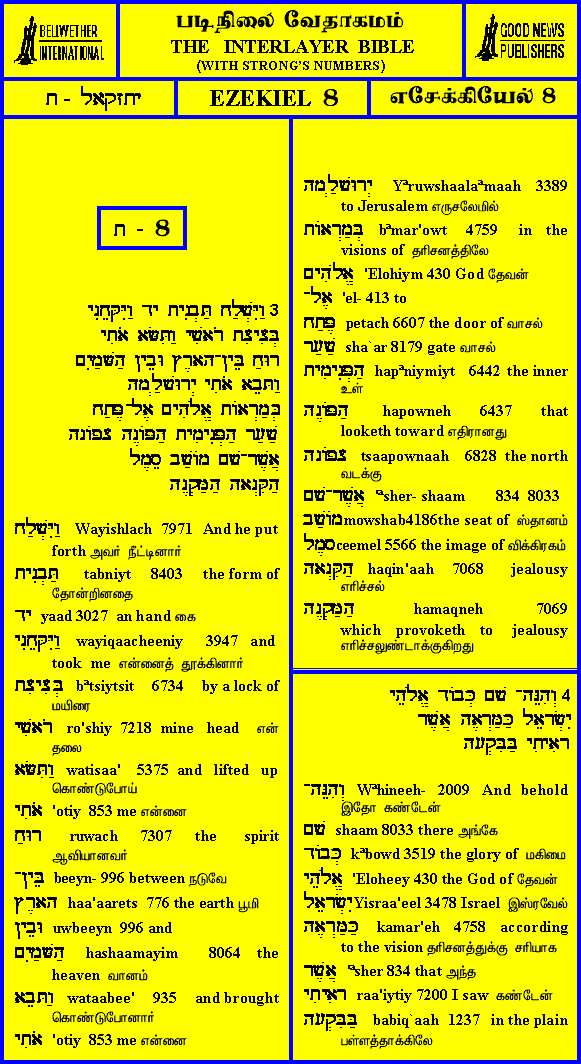 BELLWETHER
INTERNATIONAL
படிநிலை வேதாகமம்
THE INTERLAYER BIBLE
(WITH STRONG'S NUMBERS)
GOOD NEWS
PUBLISHERS
יחזקאל - ח
EZEKIEL 8
எசேக்கியேல் 8
ח - 8
3 וַיִּשְׁלַח תַּבְנִית יָד וַיִּקָּחֵנִי
בְּצִיצִת רֹאשִׁי וַתִּשָּׂא אֹתִי
רוּחַ בֵּין־הָאָרֶץ וּבֵין הַשָּׁמַיִם
וַתָּבֵא אֹתִי יְרוּשָׁלְַמָה
בְּמַרְאוֹת אֱלֹהִים אֶל־פֶּתַח
שַׁעַר הַפְּנִימִית הַפּוֹנֶה צָפוֹנָה
אֲשֶׁר־שָׁם מוֹשַׁב סֵמֶל
הַקִּנְאָה הַמַּקְנֶה
וַיִּשְׁלַח Wayishlach 7971 And he put
forth அவர் நீட்டினார்
תַּבְנִית tabniyt 8403 the form of
தோன்றினதை
יָד yaad 3027 an hand கை
וַיִּקָּחֵנִי wayiqaacheeniy 3947 and
took me என்னைத் தூக்கினார்
בְּצִיצִת bªtsiytsit 6734 by a lock of
மயிரை
רֹאשִׁי ro'shiy 7218 mine head என்
தலை
וַתִּשָּׂא watisaa' 5375 and lifted up
கொண்டுபோய்
אֹתִי 'otiy 853 me என்னை
רוּחַ ruwach 7307 the spirit
ஆவியானவர்
בֵּין־ beeyn- 996 between நடுவே
הָאָרֶץ haa'aarets 776 the earth பூமி
וּבֵין uwbeeyn 996 and
הַשָּׁמַיִם hashaamayim 8064 the
heaven வானம்
וַתָּבֵא wataabee' 935 and brought
கொண்டுபோனார்
אֹתִי 'otiy 853 me என்னை
יְרוּשָׁלְַמָה Yªruwshaalaªmaah 3389
to Jerusalem எருசலேமில்
בְּמַרְאוֹת bªmar'owt 4759 in the
visions of தரிசனத்திலே
אֱלֹהִים 'Elohiym 430 God தேவன்
אֶל־ 'el- 413 to
פֶּתַח petach 6607 the door of வாசல்
שַׁעַר sha`ar 8179 gate வாசல்
הַפְּנִימִית hapªniymiyt 6442 the inner
உள்
הַפּוֹנֶה hapowneh 6437 that
looketh toward எதிரானது
צָפוֹנָה tsaapownaah 6828 the north
வடக்கு
אֲשֶׁר־שָׁם ªsher- shaam 834 8033
מוֹשַׁב mowshab4186the seat of ஸ்தானம்
סֵמֶל ceemel 5566 the image of விக்கிரகம்
הַקִּנְאָה haqin'aah 7068 jealousy
எரிச்சல்
הַמַּקְנֶה hamaqneh 7069
which provoketh to jealousy
எரிச்சலுண்டாக்குகிறது
4 וְהִנֵּה־ שָׁם כְּבוֹד אֱלֹהֵי
יִשְׂרָאֵל כַּמַּרְאֶה אֲשֶׁר
רָאִיתִי בַּבִּקְעָה
וְהִנֵּה־ Wªhineeh- 2009 And behold
இதோ கண்டேன்
שָׁם shaam 8033 there அங்கே
כְּבוֹד kªbowd 3519 the glory of மகிமை
אֱלֹהֵי 'Eloheey 430 the God of தேவன்
יִשְׂרָאֵל Yisraa'eel 3478 Israel இஸ்ரவேல்
כַּמַּרְאֶה kamar'eh 4758 according
to the vision தரிசனத்துக்கு சரியாக
אֲשֶׁר ªsher 834 that அந்த
רָאִיתִי raa'iytiy 7200 I saw கண்டேன்
בַּבִּקְעָה babiq`aah 1237 in the plain
பள்ளத்தாக்கிலே